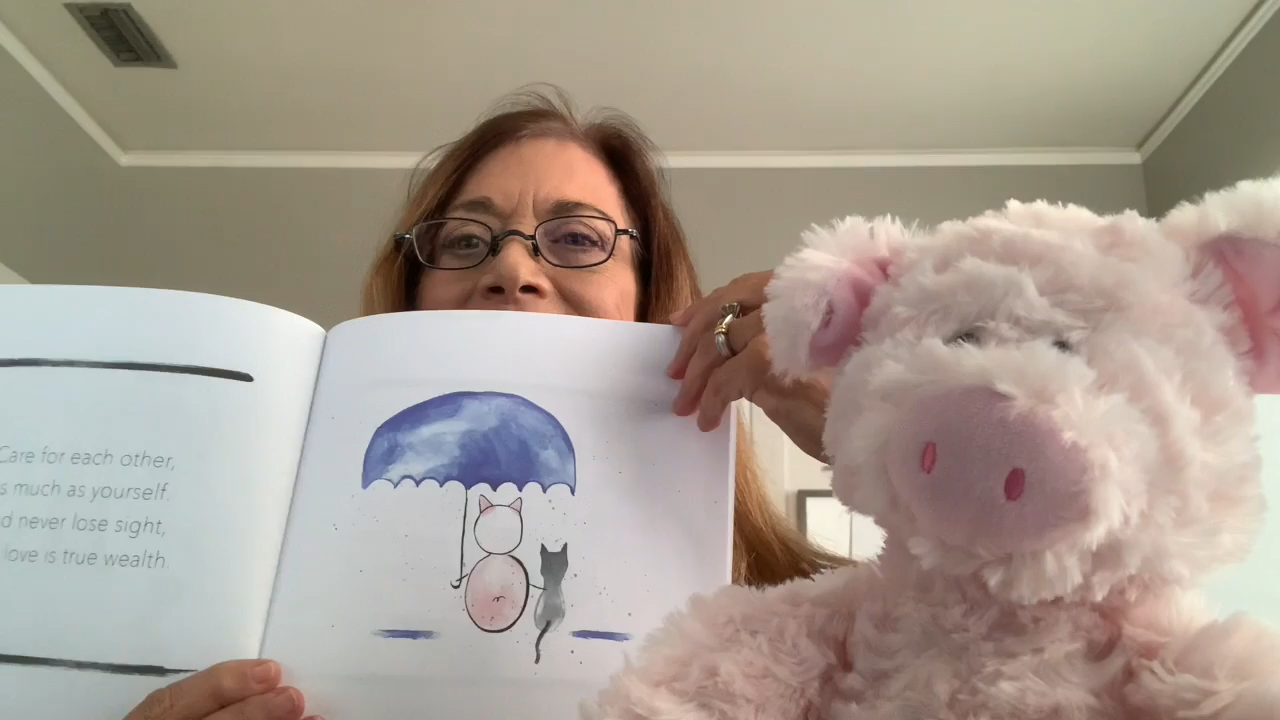 Care for each other,
s much as yourself.
d never lose sight,
love is true wealth.